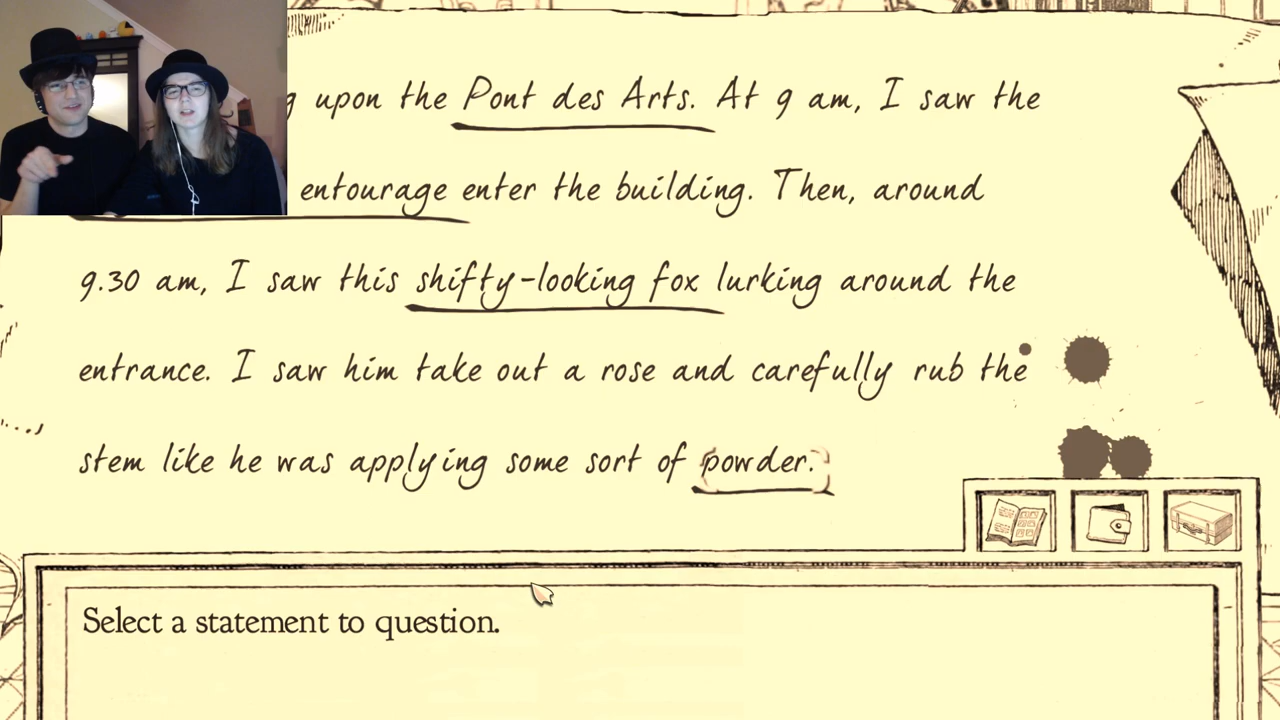 upon the Pont des Arts. At 9 am, I saw the
entourage enter the building. Then, around
9.30 am, I saw this shifty-looking fox lurking around the
entrance. I saw him take out a rose and carefully rub the
stem like he was applying some sort of powder.
Select a statement to question.